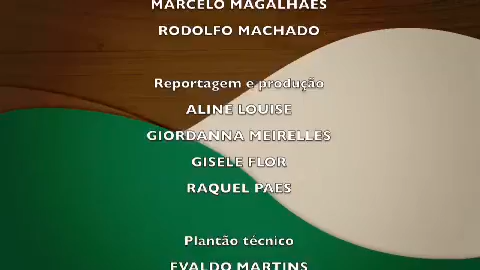 MARCELO MAGALHÃES
RODOLFO MACHADO
Reportagem e produção
ALINE LOUISE
GIORDANNA MEIRELLES
GISELE FLOR
RAQUEL PAES
Plantão técnico
EVALDO MARTINS